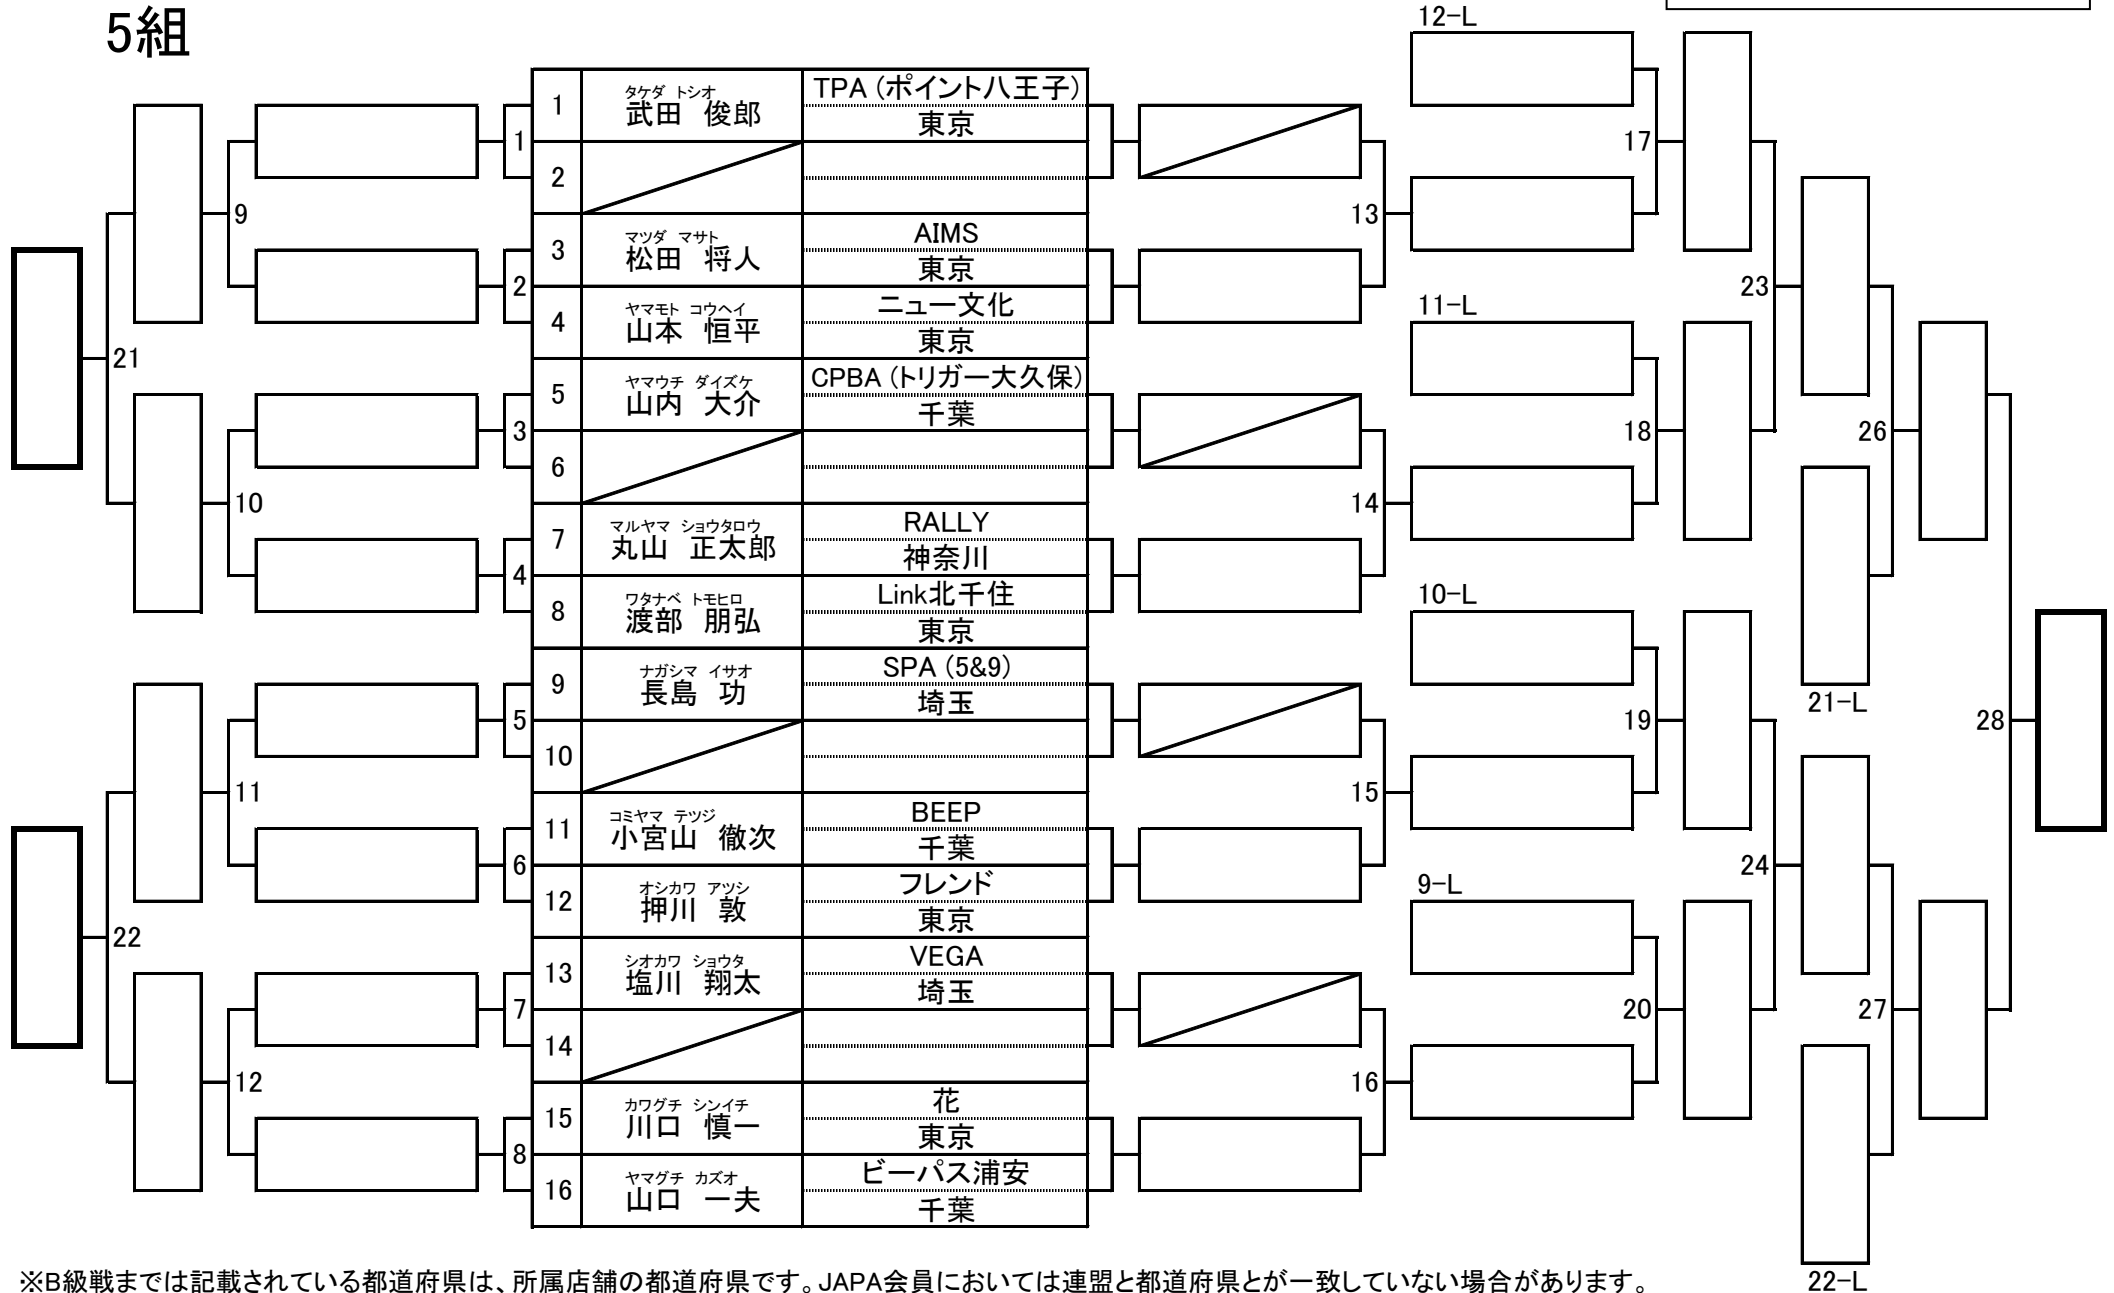 5組
12-L
1
タケダ トシオ
武田 俊郎
TPA (ポイント八王子)
東京
1
17
2
9
13
3
マツダ マサト
松田 将人
AIMS
東京
2
23
4
ヤマモト コウヘイ
山本 恒平
ニュー文化
東京
11-L
21
5
ヤマウチ ダイズケ
山内 大介
CPBA (トリガー大久保)
千葉
3
18
26
6
10
14
7
マルヤマ ショウタロウ
丸山 正太郎
RALLY
神奈川
4
8
ワタナベ トモヒロ
渡部 朋弘
Link北千住
東京
10-L
9
ナガシマ イサオ
長島 功
SPA (5&9)
埼玉
21-L
5
19
28
10
11
15
11
コミヤマ テツジ
小宮山 徹次
BEEP
千葉
6
24
12
オシカワ アツシ
押川 敦
フレンド
東京
9-L
22
13
シオカワ ショウタ
塩川 翔太
VEGA
埼玉
7
20
27
14
12
16
15
カワグチ シンイチ
川口 慎一
花
東京
8
16
ヤマグチ カズオ
山口 一夫
ビーパス浦安
千葉
22-L
※B級戦までは記載されている都道府県は、所属店舗の都道府県です。JAPA会員においては連盟と都道府県とが一致していない場合があります。